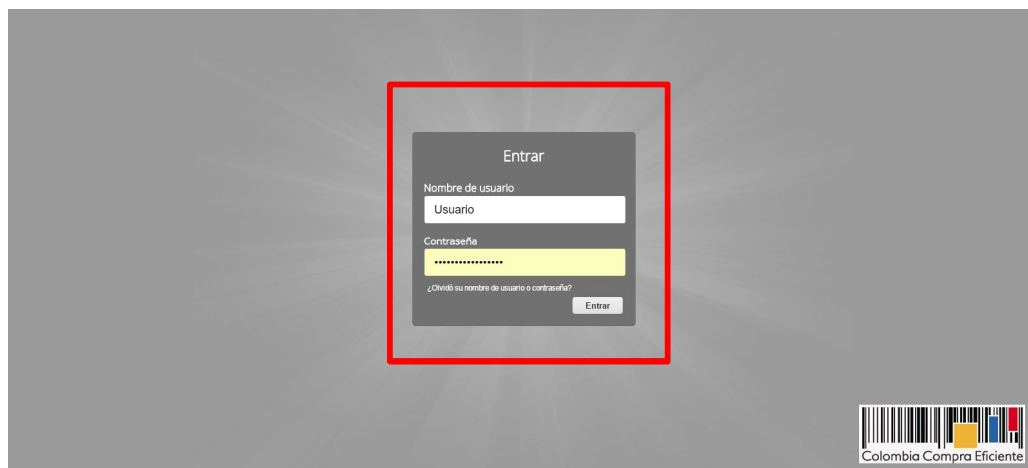 Entrar
Nombre de usuario
Usuario
Contraseña
•••••••••••••••••
¿Olvidó su nombre de usuario o contraseña?
Entrar
Colombia Compra Eficiente